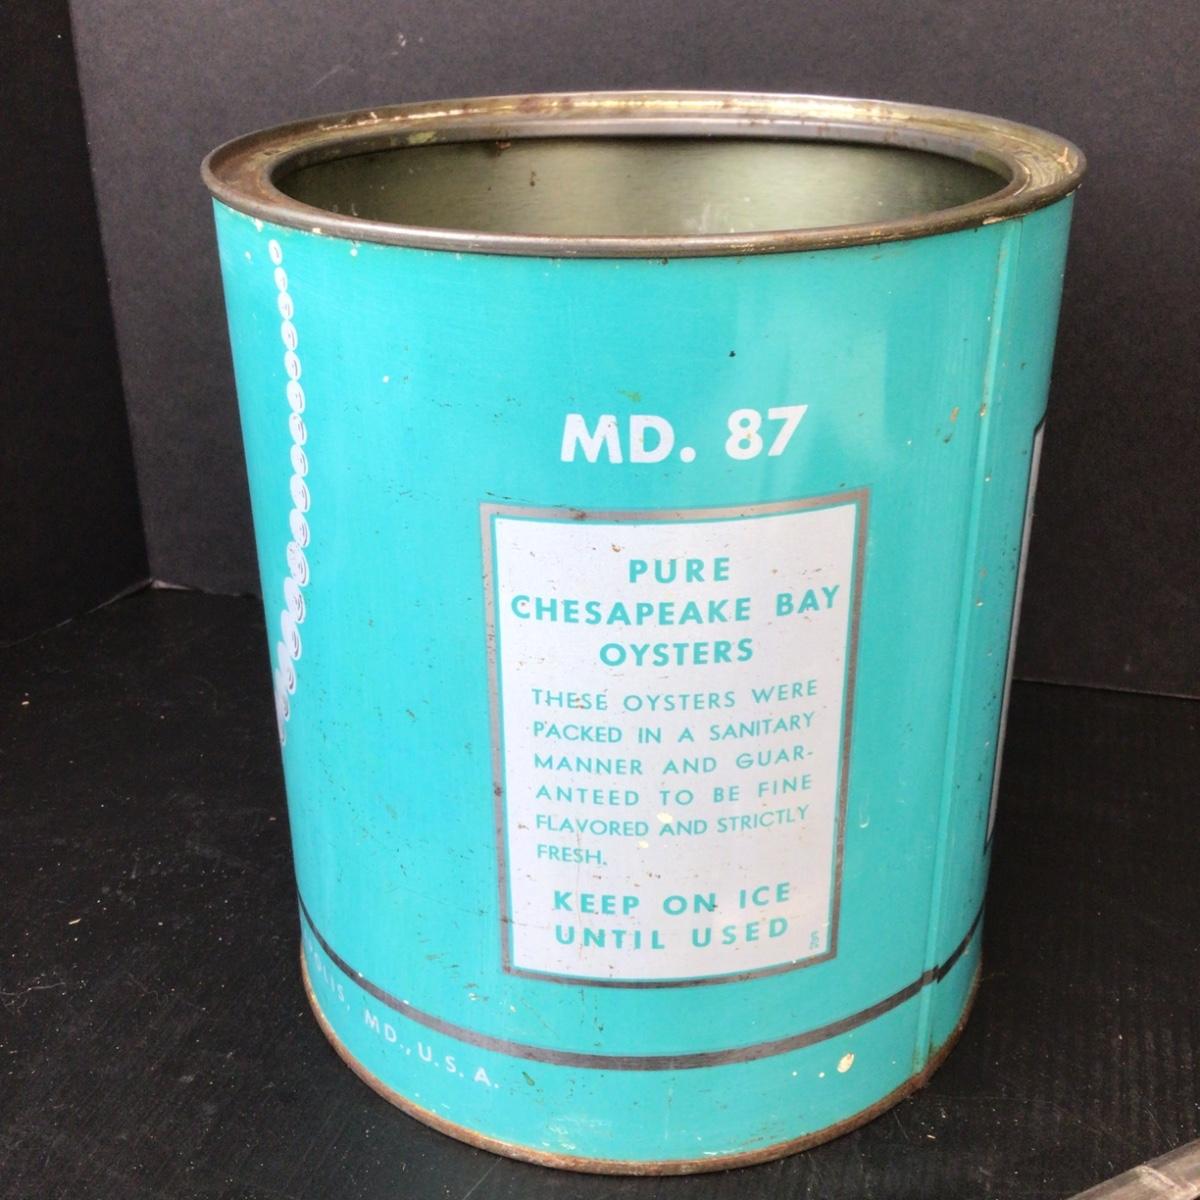 MD. 87
PURE
CHESAPEAKE BAY
OYSTERS
THESE OYSTERS WERE
PACKED IN A SANITARY
MANNER AND GUAR-
ANTEED TO BE FINE
FLAVORED AND STRICTLY
FRESH.
KEEP ON ICE
UNTIL USED
POLIS, MD., U.S.A.